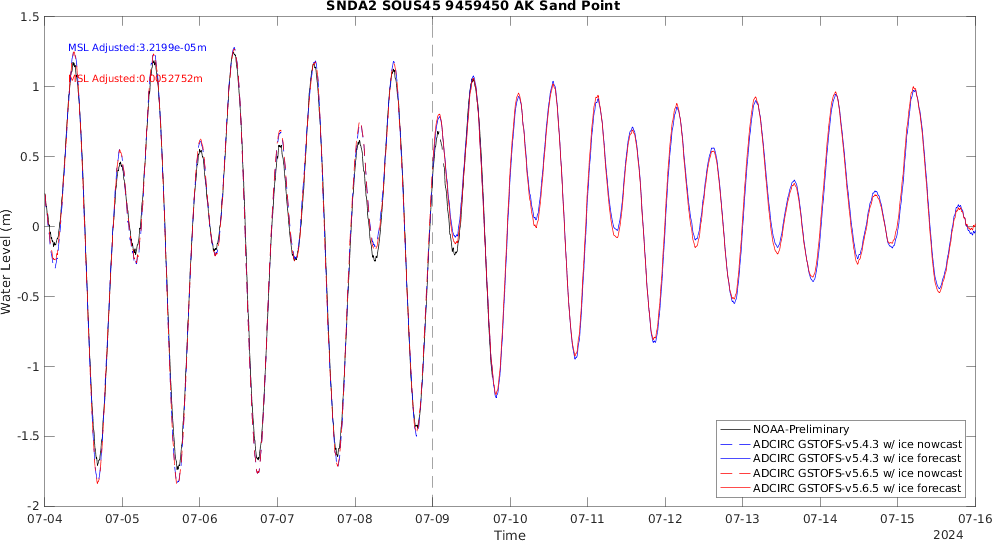 SNDA2 SOUS45 9459450 AK Sand Point
MSL Adjusted:3.2199e-05m
MSL Adjusted:0.0052752m
Water Level (m)
1.5
1
0.5
0
-0.5
-1
-1.5
-2
NOAA-Preliminary
ADCIRC GSTOFS-v5.4.3 w/ ice nowcast
ADCIRC GSTOFS-v5.4.3 w/ ice forecast
ADCIRC GSTOFS-v5.6.5 w/ ice nowcast
ADCIRC GSTOFS-v5.6.5 w/ ice forecast
07-04 07-05 07-06 07-07 07-08 07-09 07-10 07-11 07-12 07-13 07-14 07-15 07-16
Time
2024